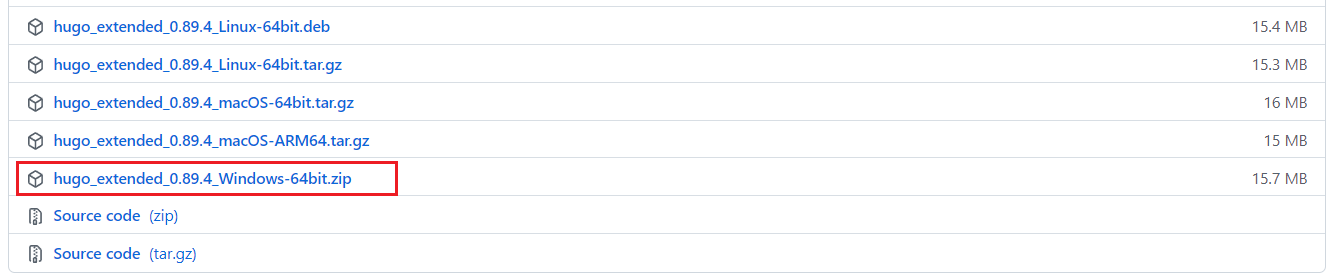 hugo_extended_0.89.4_Linux-64bit.deb 15.4 MB
hugo_extended_0.89.4_Linux-64bit.tar.gz 15.3 MB
hugo_extended_0.89.4_macOS-64bit.tar.gz 16 MB
hugo_extended_0.89.4_macOS-ARM64.tar.gz 15 MB
hugo_extended_0.89.4_Windows-64bit.zip 15.7 MB
Source code (zip)
Source code (tar.gz)